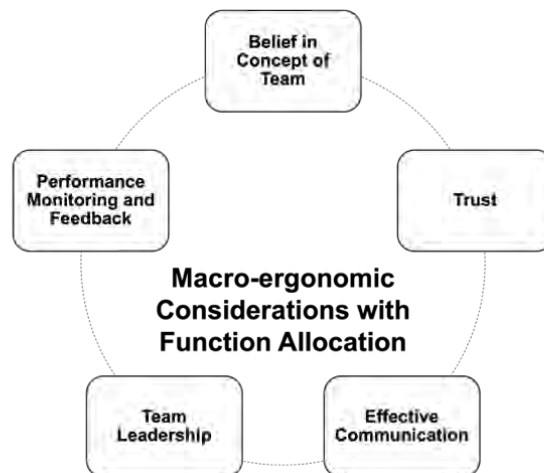 Belief in
Concept of
Team
Performance
Monitoring and
Feedback
Trust
Macro-ergonomic
Considerations with
Function Allocation
Team
Leadership
Effective
Communication